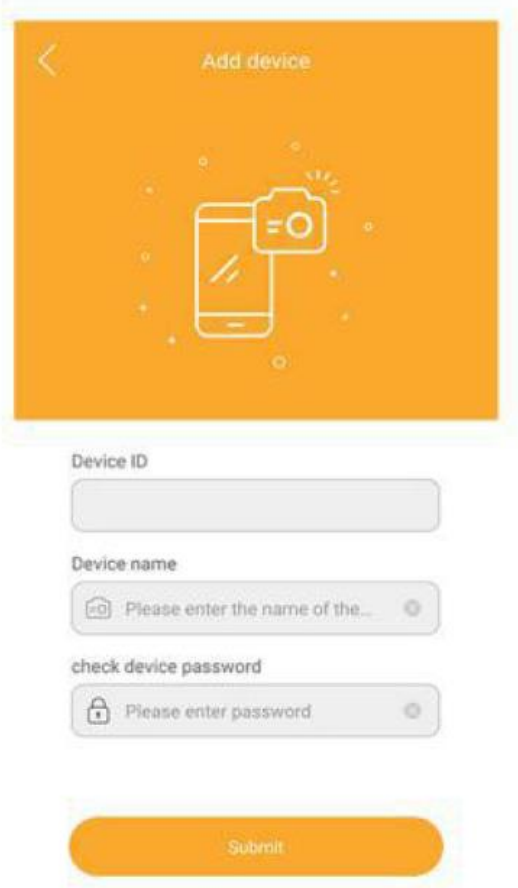 Add device
Device ID
Device name
Please enter the name of the...
check device password
Please enter password
Submit